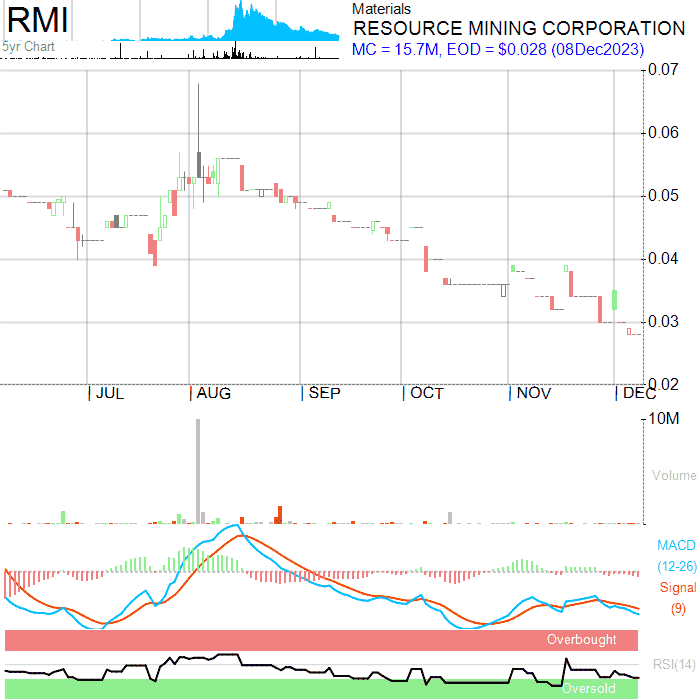 RMI
5yr Chart
Materials
RESOURCE MINING CORPORATION
MC = 15.7M, EOD = $0.028 (08Dec2023)
0.07
0.06
0.05
0.04
0.03
0.02
JUL AUG SEP OCT NOV DEC
10M
Volume
MACD
(12-26)
Signal
(9)
Overbought
RSI(14)
Oversold